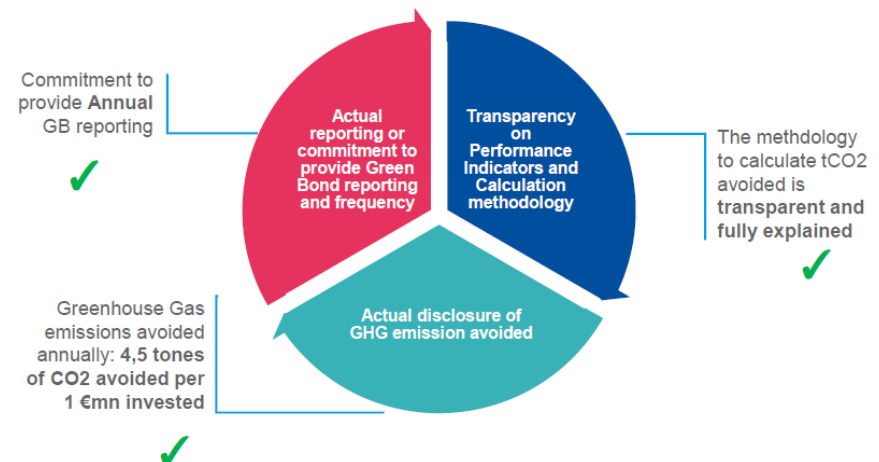 Commitment to
provide Annual
GB reporting
Actual
reporting or
commitment to
provide Green
Bond reporting
and frequency
Transparency
on
Performance
Indicators and
Calculation
methodology
The methdology
to calculate tCO2
avoided is
transparent and
fully explained
Greenhouse Gas
emissions avoided
annually: 4,5 tones
of CO2 avoided per
1 €mn invested
Actual disclosure of
GHG emission avoided